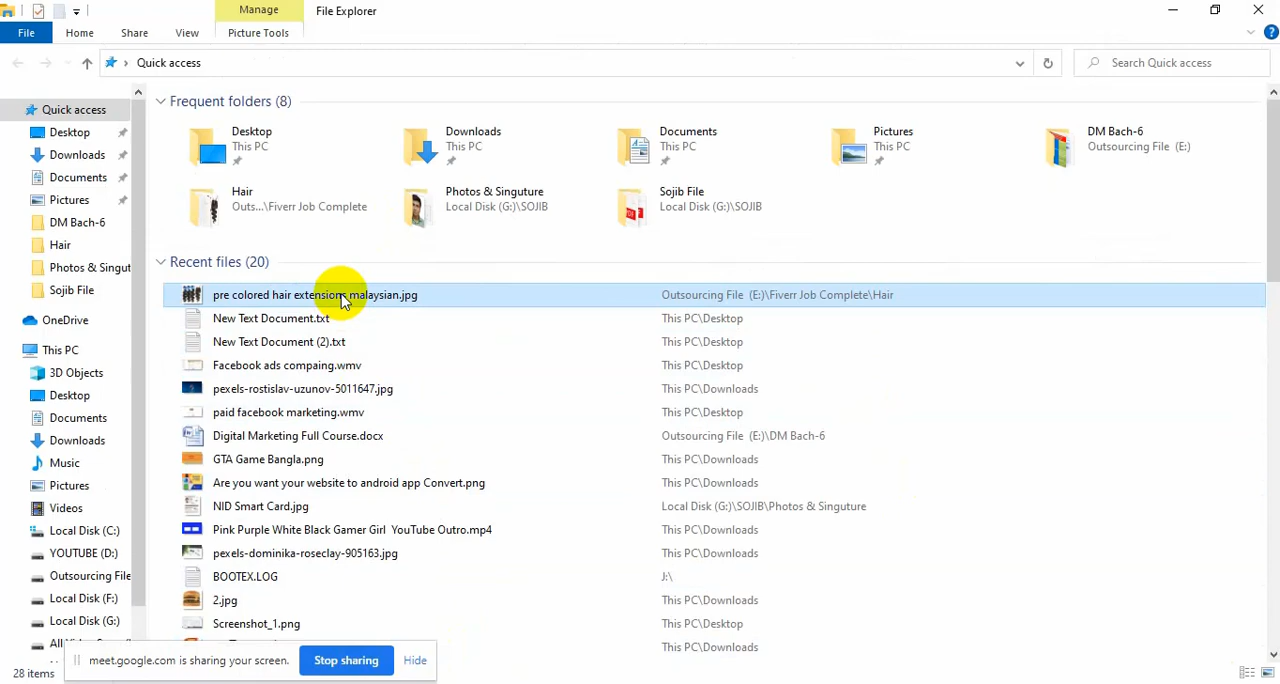 Manage
File Explorer
File
Home
Share
View
Picture Tools
Quick access
Search Quick access
Quick access
Desktop
Downloads
Documents
Pictures
DM Bach-6
Hair
Photos & Singut
Sojib File
OneDrive
This PC
3D Objects
Desktop
Documents
Downloads
Music
Pictures
Videos
Local Disk (C:)
YOUTUBE (D:)
Outsourcing File
Local Disk (F:)
Local Disk (G:)
Frequent folders (8)
Desktop
This PC
Downloads
This PC
Documents
This PC
Pictures
This PC
DM Bach-6
Outsourcing File (E:)
Hair
Outs...\Fiverr Job Complete
Photos & Singuture
Local Disk (G:)\SOJIB
Sojib File
Local Disk (G:)\SOJIB
Recent files (20)
pre colored hair extensions malaysian.jpg Outsourcing File (E:)\Fiverr Job Complete\Hair
New Text Document.txt This PC\Desktop
New Text Document (2).txt This PC\Desktop
Facebook ads compaing.wmv This PC\Desktop
pexels-rostislav-uzunov-5011647.jpg This PC\Downloads
paid facebook marketing.wmv This PC\Desktop
Digital Marketing Full Course.docx Outsourcing File (E:)\DM Bach-6
GTA Game Bangla.png This PC\Downloads
Are you want your website to android app Convert.png This PC\Downloads
NID Smart Card.jpg Local Disk (G:)\SOJIB\Photos & Singuture
Pink Purple White Black Gamer Girl YouTube Outro.mp4 This PC\Downloads
pexels-dominika-roseclay-905163.jpg This PC\Downloads
BOOTEX.LOG J:\
2.jpg This PC\Downloads
Screenshot_1.png This PC\Downloads
This PC\Downloads
meet.google.com is sharing your screen.
Stop sharing
Hide
28 items